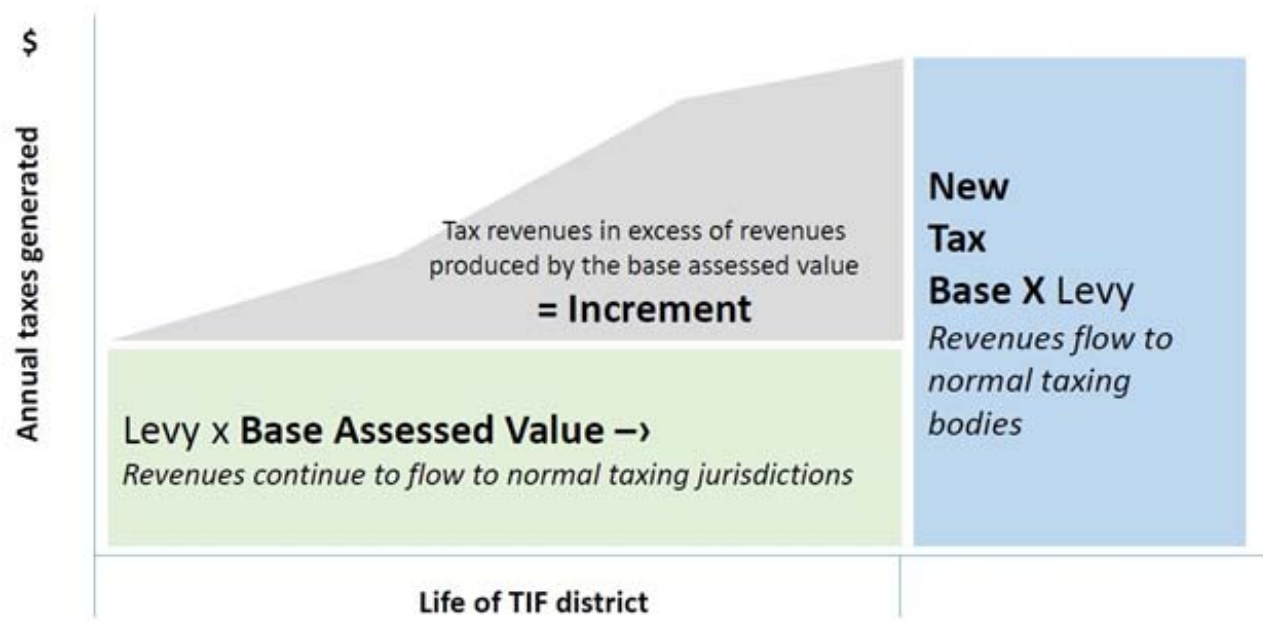 $
Annual taxes generated
Tax revenues in excess of revenues
produced by the base assessed value
= Increment
New
Tax
Base X Levy
Revenues flow to
normal taxing
bodies
Levy x Base Assessed Value –›
Revenues continue to flow to normal taxing jurisdictions
Life of TIF district